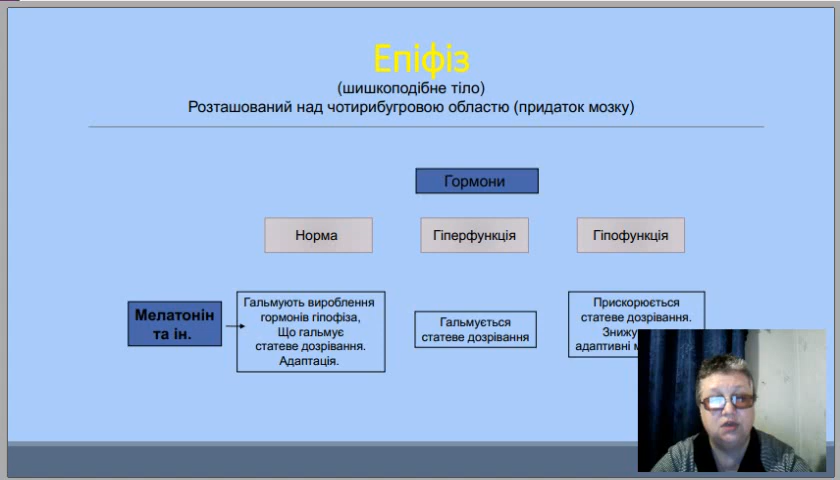 Епіфіз
(шишкоподібне тіло)
Розташований над чотирибугровою областю (придаток мозку)
Гормони
Норма
Гіперфункція
Гіпофункція
Мелатонін
та ін.
Гальмують вироблення
гормонів гіпофіза,
Що гальмує
статеве дозрівання.
Адаптація.
Гальмується
статеве дозрівання
Прискорюється
статеве дозрівання.
адаптивні